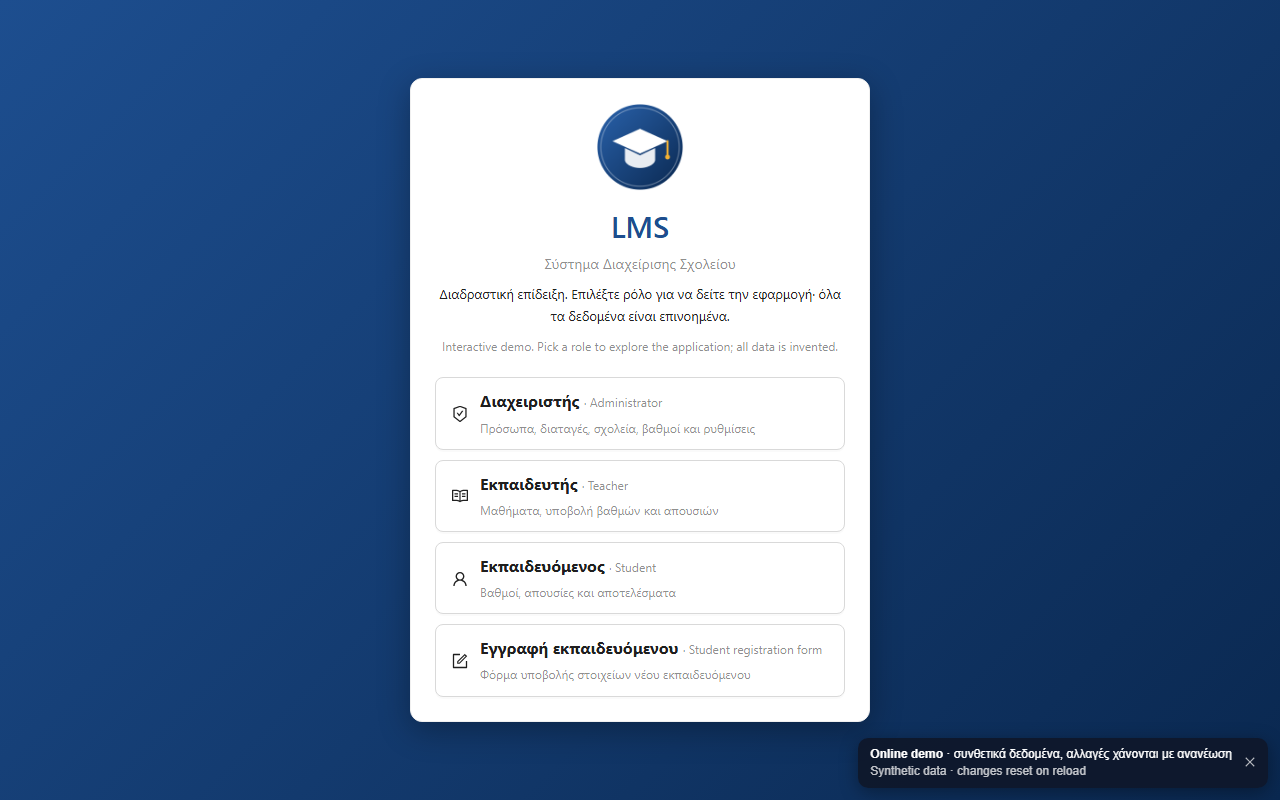 LMS
Σύστημα Διαχείρισης Σχολείου
Διαδραστική επίδειξη. Επιλέξτε ρόλο για να δείτε την εφαρμογή· όλα
τα δεδομένα είναι επινοημένα.
Interactive demo. Pick a role to explore the application; all data is invented.
Διαχειριστής · Administrator
Πρόσωπα, διαταγές, σχολεία, βαθμοί και ρυθμίσεις
Εκπαιδευτής · Teacher
Μαθήματα, υποβολή βαθμών και απουσιών
Εκπαιδευόμενος · Student
Βαθμοί, απουσίες και αποτελέσματα
Εγγραφή εκπαιδευόμενου · Student registration form
Φόρμα υποβολής στοιχείων νέου εκπαιδευόμενου
Online demo · συνθετικά δεδομένα, αλλαγές χάνονται με ανανέωση
Synthetic data · changes reset on reload